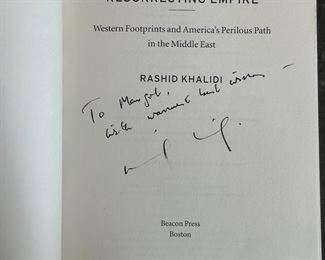 RESURRECTING EMPIRE
Western Footprints and America's Perilous Path
in the Middle East
RASHID KHALIDI
To
with warmest best wishes –
Beacon Press
Boston